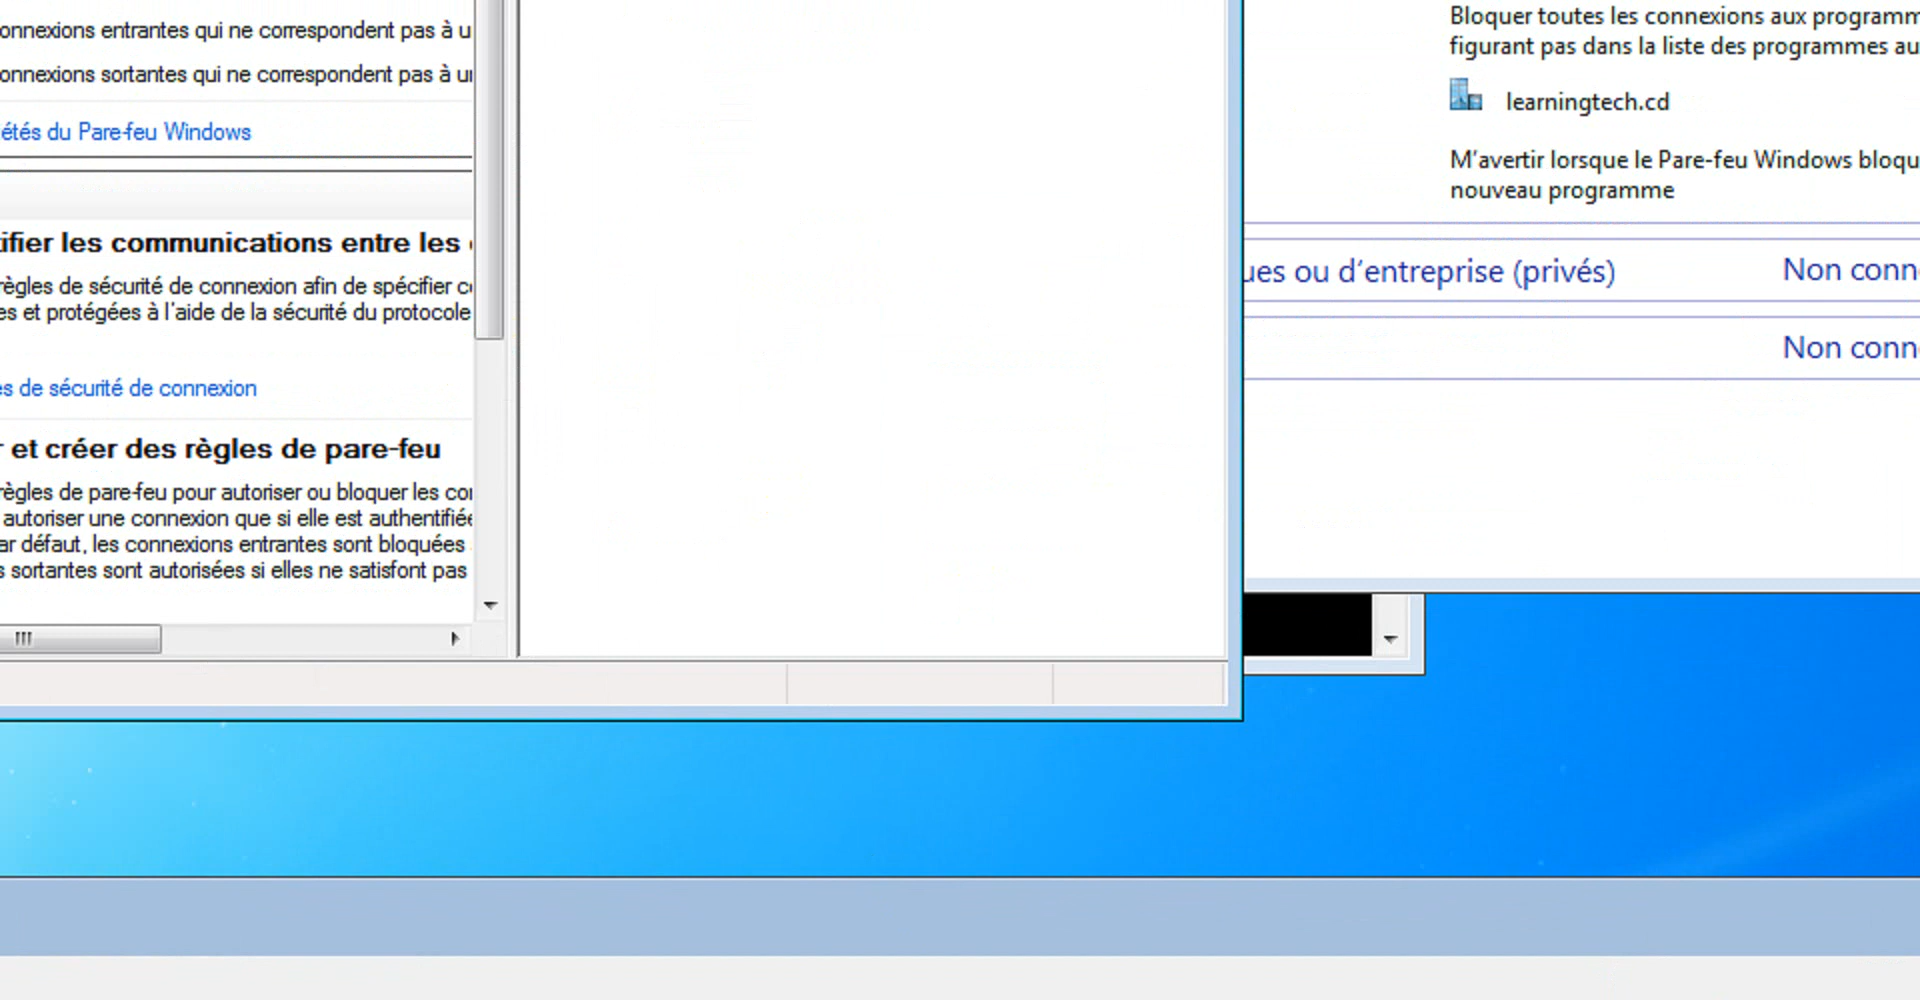 onnexions entrantes qui ne correspondent pas à u
onnexions sortantes qui ne correspondent pas à
étés du Pare-feu Windows
tifier les communications entre les
règles de sécurité de connexion afin de spécifier
es et protégées à l'aide de la sécurité du protocole
es de sécurité de connexion
r et créer des règles de pare-feu
règles de pare-feu pour autoriser ou bloquer les
autoriser une connexion que si elle est authentifiée
ar défaut, les connexions entrantes sont bloquées
s sortantes sont autorisées si elles ne satisfont pas
Bloquer toutes les connexions aux programm
figurant pas dans la liste des programmes au
learningtech.cd
M'avertir lorsque le Pare-feu Windows bloqu
nouveau programme
ues ou d'entreprise (privés)
Non conn
Non conn